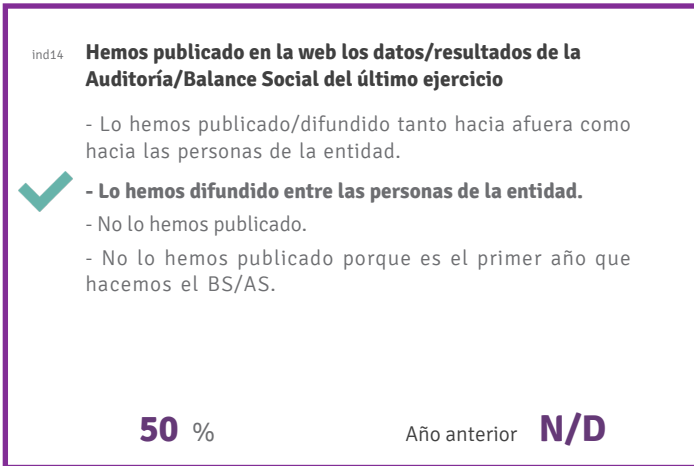 ind14 Hemos publicado en la web los datos/resultados de la
Auditoría/Balance Social del último ejercicio
- Lo hemos publicado/difundido tanto hacia afuera como
hacia las personas de la entidad.
- Lo hemos difundido entre las personas de la entidad.
- No lo hemos publicado.
- No lo hemos publicado porque es el primer año que
hacemos el BS/AS.
50 % Año anterior N/D